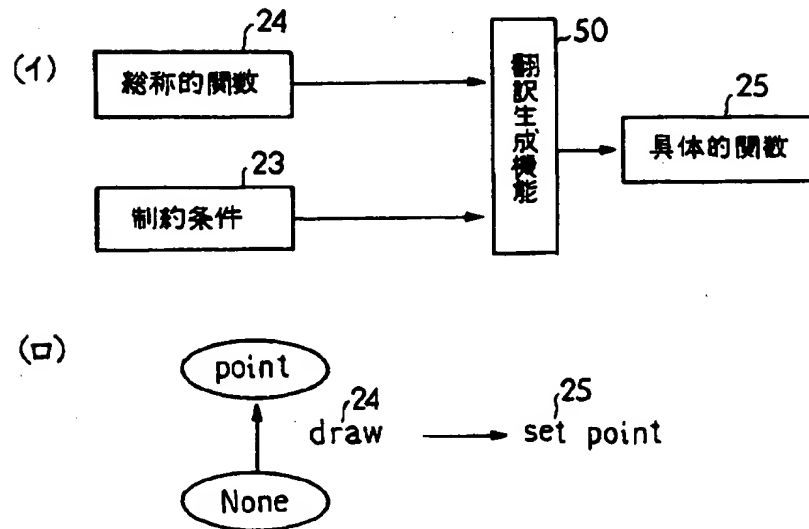 (イ)
24
総称的関数
23
制約条件
50
翻訳生成機能
25
具体的関数
(ロ)
point
24
draw
25
set point
None